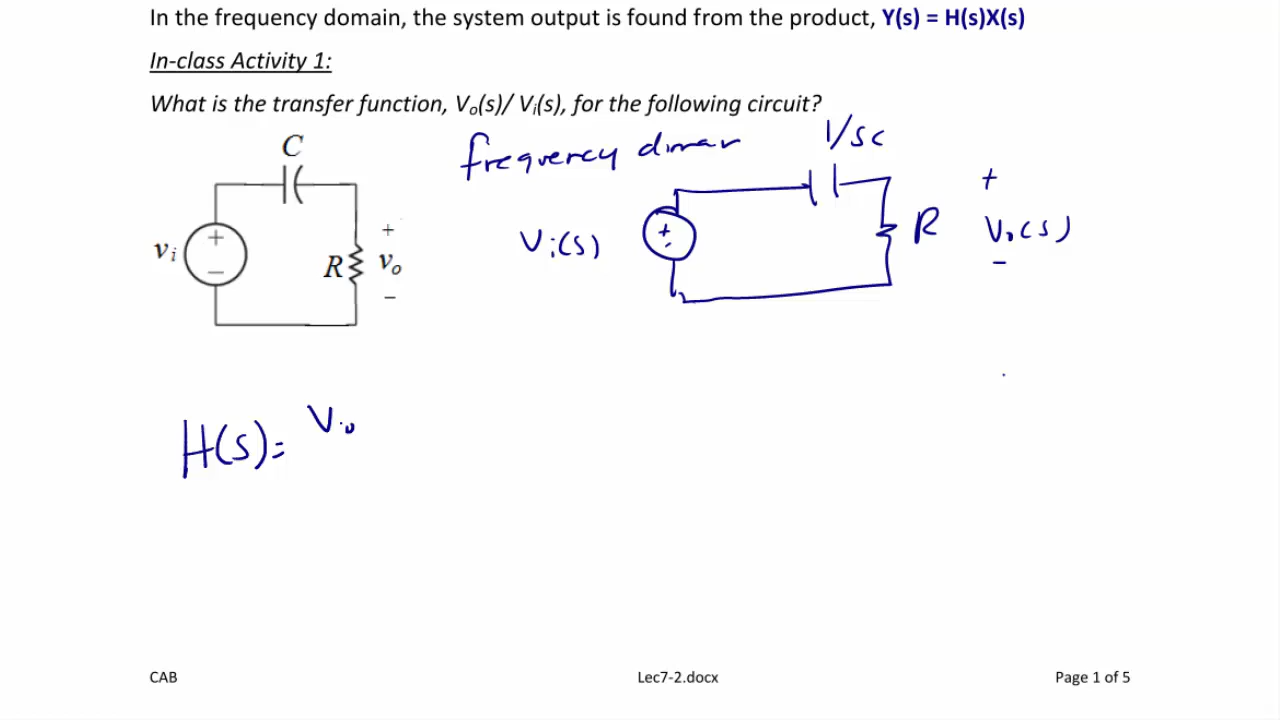 In the frequency domain, the system output is found from the product, Y(s) = H(s)X(s)
In-class Activity 1:
What is the transfer function, Vo(s)/ Vi(s), for the following circuit?
frequency domar
1/sC
C
+
+
vi
−
R
+
vo
−
Vi(s)
+
-
R
+
Vo(s)
−
H(s)= Vo
CAB Lec7-2.docx Page 1 of 5